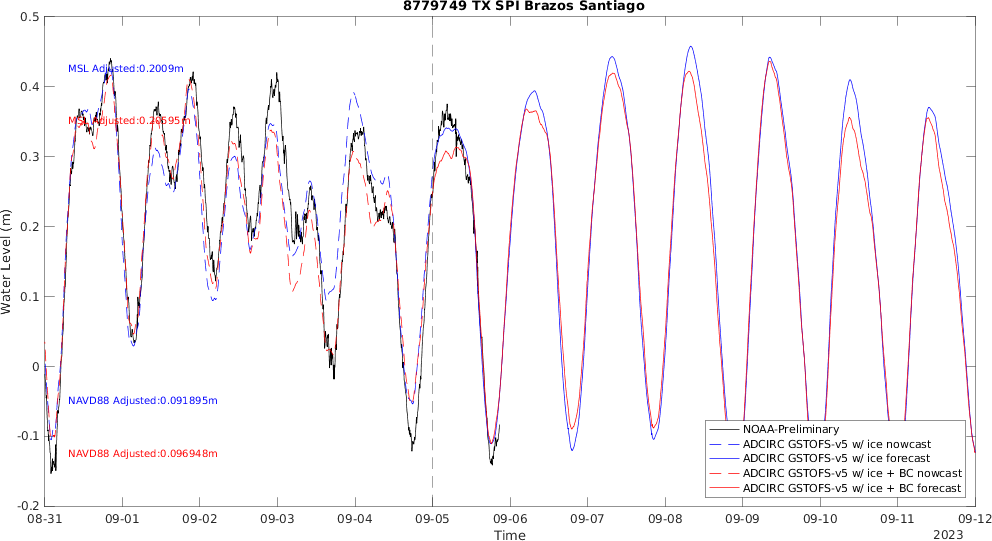 8779749 TX SPI Brazos Santiago
0.5
0.4
0.3
0.2
0.1
0
-0.1
-0.2
Water Level (m)
MSL Adjusted:0.2009m
MSL Adjusted:0.20595m
NAVD88 Adjusted:0.091895m
NAVD88 Adjusted:0.096948m
NOAA-Preliminary
ADCIRC GSTOFS-v5 w/ ice nowcast
ADCIRC GSTOFS-v5 w/ ice forecast
ADCIRC GSTOFS-v5 w/ ice + BC nowcast
ADCIRC GSTOFS-v5 w/ ice + BC forecast
08-31 09-01 09-02 09-03 09-04 09-05 09-06 09-07 09-08 09-09 09-10 09-11 09-12
Time
2023